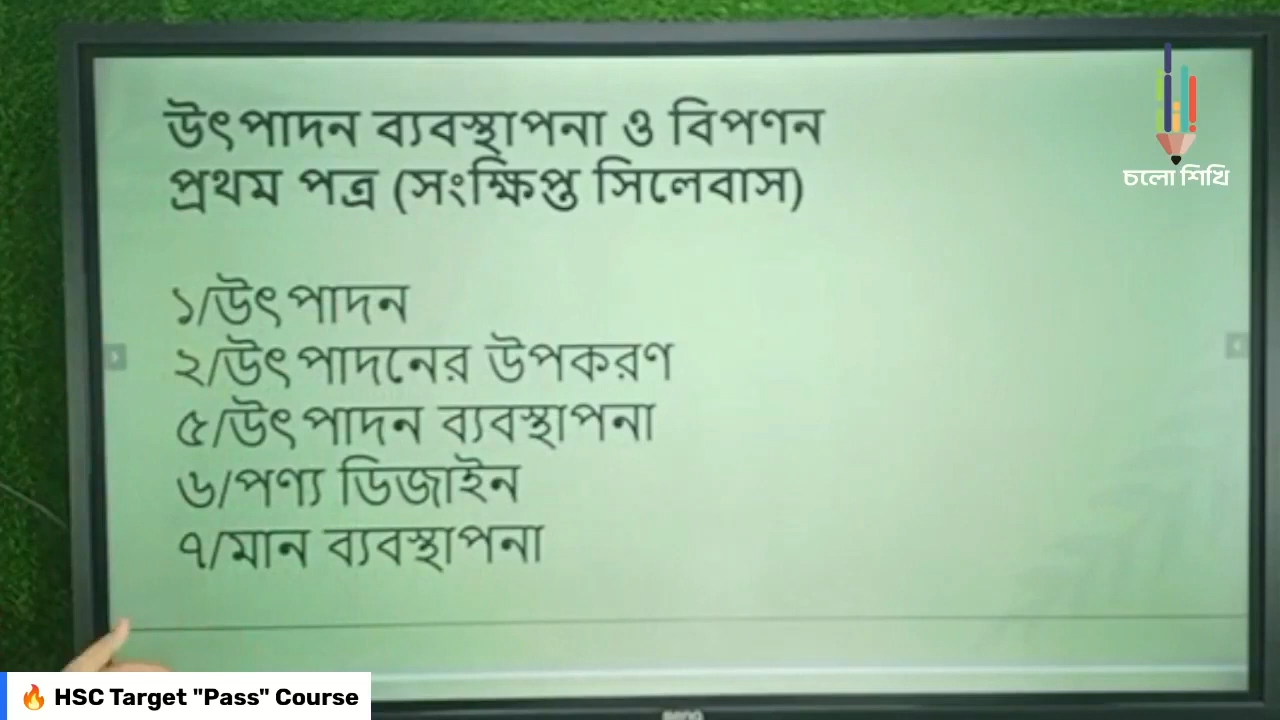 উৎপাদন ব্যবস্থাপনা ও বিপণন
প্রথম পত্র (সংক্ষিপ্ত সিলেবাস)
চলো শিখি
১/উৎপাদন
২/উৎপাদনের উপকরণ
৫/উৎপাদন ব্যবস্থাপনা
৬/পণ্য ডিজাইন
৭/মান ব্যবস্থাপনা
🔥 HSC Target "Pass" Course